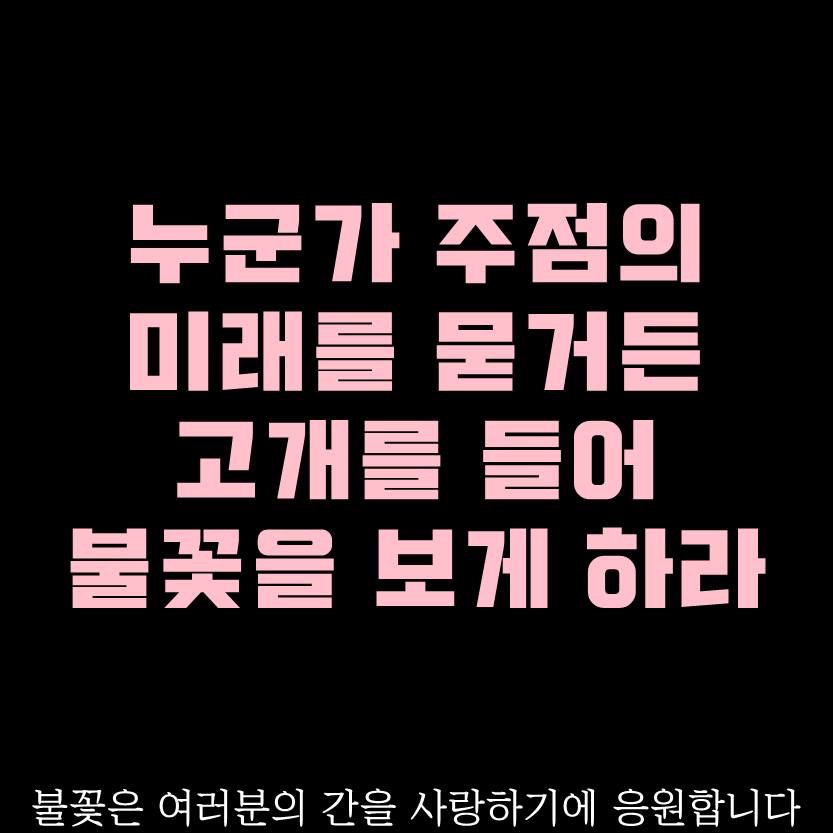 누군가 주점의
미래를 묻거든
고개를 들어
불꽃을 보게 하라
불꽃은 여러분의 간을 사랑하기에 응원합니다